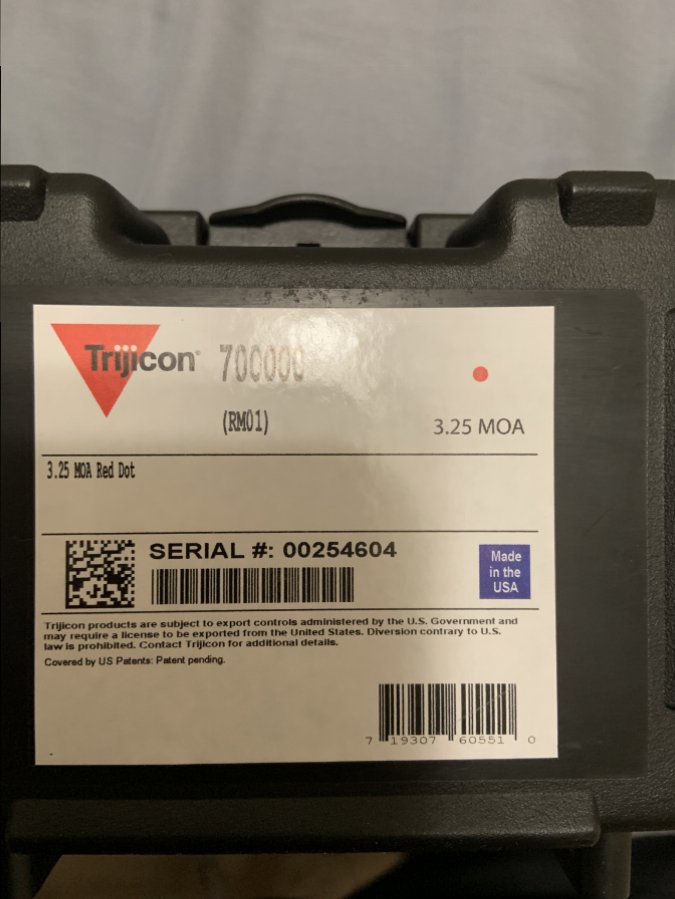 Trijicon® 700000
(RM01)
3.25 MOA
3.25 MOA Red Dot
SERIAL #: 00254604
Made
in the
USA
Trijicon products are subject to export controls administered by the U.S. Government and
may require a license to be exported from the United States. Diversion contrary to U.S.
law is prohibited. Contact Trijicon for additional details.
Covered by US Patents: Patent pending.
7 19307 60551 0